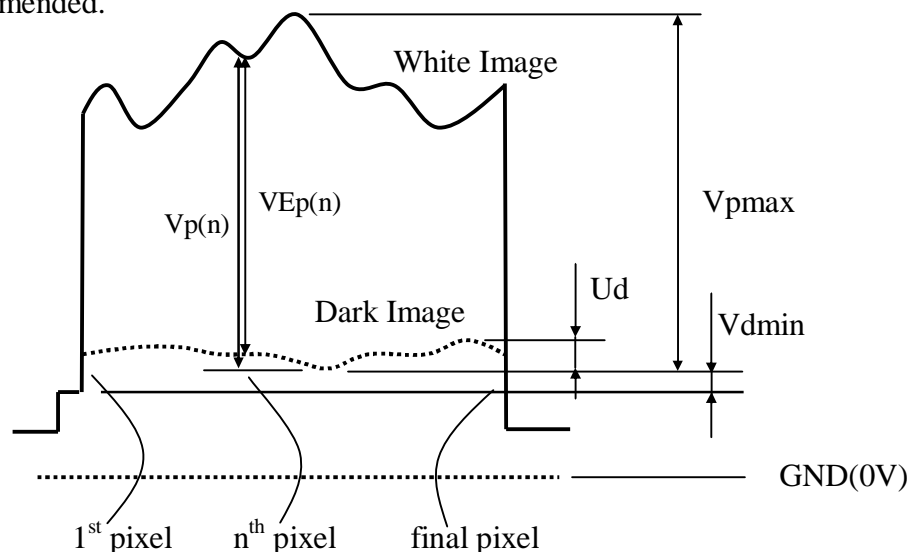 mended.
White Image
VEp(n)
Vp(n)
Vpmax
Ud
Dark Image
Vdmin
GND(0V)
1st pixel
nth pixel
final pixel